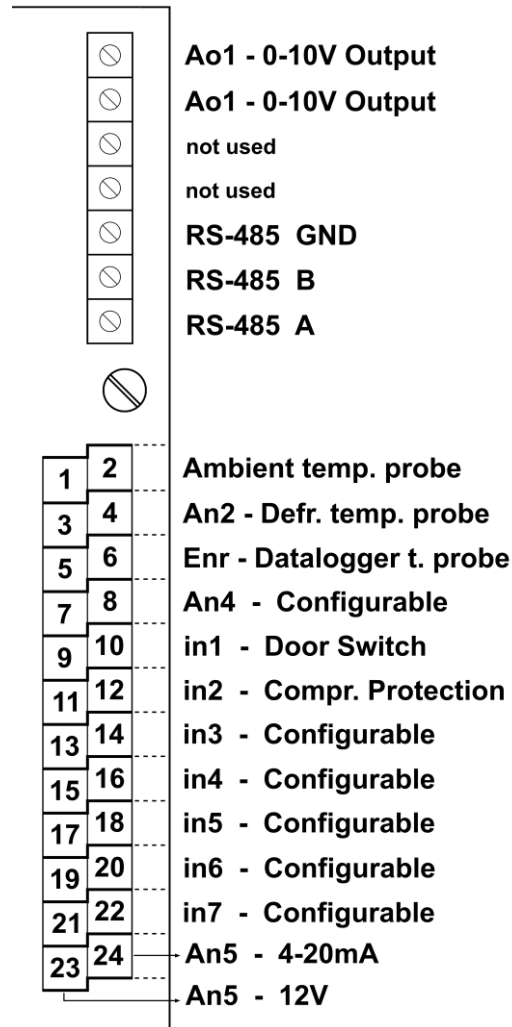 Ao1 - 0-10V Output
Ao1 - 0-10V Output
not used
not used
RS-485 GND
RS-485 B
RS-485 A
1 2 Ambient temp. probe
3 4 An2 - Defr. temp. probe
5 6 Enr - Datalogger t. probe
7 8 An4 - Configurable
9 10 in1 - Door Switch
11 12 in2 - Compr. Protection
13 14 in3 - Configurable
15 16 in4 - Configurable
17 18 in5 - Configurable
19 20 in6 - Configurable
21 22 in7 - Configurable
23 24 An5 - 4-20mA
An5 - 12V